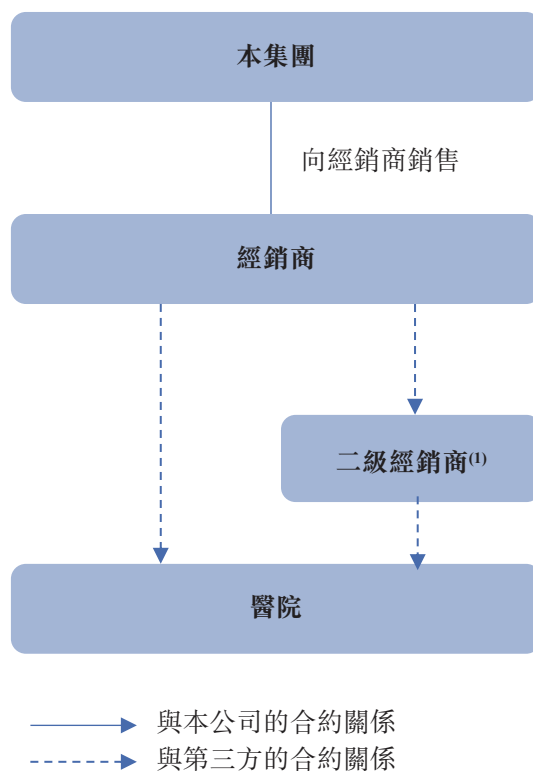 本集團
向經銷商銷售
經銷商
二級經銷商(1)
醫院
與本公司的合約關係
與第三方的合約關係